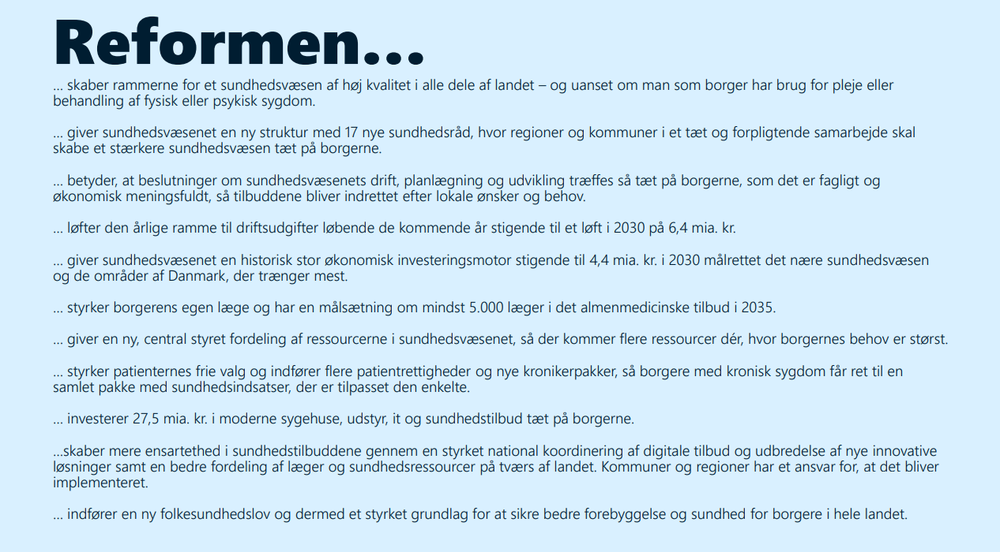 Reformen...
... skaber rammerne for et sundhedsvæsen af høj kvalitet i alle dele af landet – og uanset om man som borger har brug for pleje eller
behandling af fysisk eller psykisk sygdom.
... giver sundhedsvæsenet en ny struktur med 17 nye sundhedsråd, hvor regioner og kommuner i et tæt og forpligtende samarbejde skal
skabe et stærkere sundhedsvæsen tæt på borgerne.
... betyder, at beslutninger om sundhedsvæsenets drift, planlægning og udvikling træffes så tæt på borgerne, som det er fagligt og
økonomisk meningsfuldt, så tilbuddene bliver indrettet efter lokale ønsker og behov.
... løfter den årlige ramme til driftsudgifter løbende de kommende år stigende til et løft i 2030 på 6,4 mia. kr.
... giver sundhedsvæsenet en historisk stor økonomisk investeringsmotor stigende til 4,4 mia. kr. i 2030 målrettet det nære sundhedsvæsen
og de områder af Danmark, der trænger mest.
... styrker borgerens egen læge og har en målsætning om mindst 5.000 læger i det almenmedicinske tilbud i 2035.
... giver en ny, central styret fordeling af ressourcerne i sundhedsvæsenet, så der kommer flere ressourcer dér, hvor borgernes behov er størst.
... styrker patienternes frie valg og indfører flere patientrettigheder og nye kronikerpakker, så borgere med kronisk sygdom får ret til en
samlet pakke med sundhedsindsatser, der er tilpasset den enkelte.
... investerer 27,5 mia. kr. i moderne sygehuse, udstyr, it og sundhedstilbud tæt på borgerne.
...skaber mere ensartethed i sundhedstilbuddene gennem en styrket national koordinering af digitale tilbud og udbredelse af nye innovative
løsninger samt en bedre fordeling af læger og sundhedsressourcer på tværs af landet. Kommuner og regioner har et ansvar for, at det bliver
implementeret.
... indfører en ny folkesundhedslov og dermed et styrket grundlag for at sikre bedre forebyggelse og sundhed for borgere i hele landet.